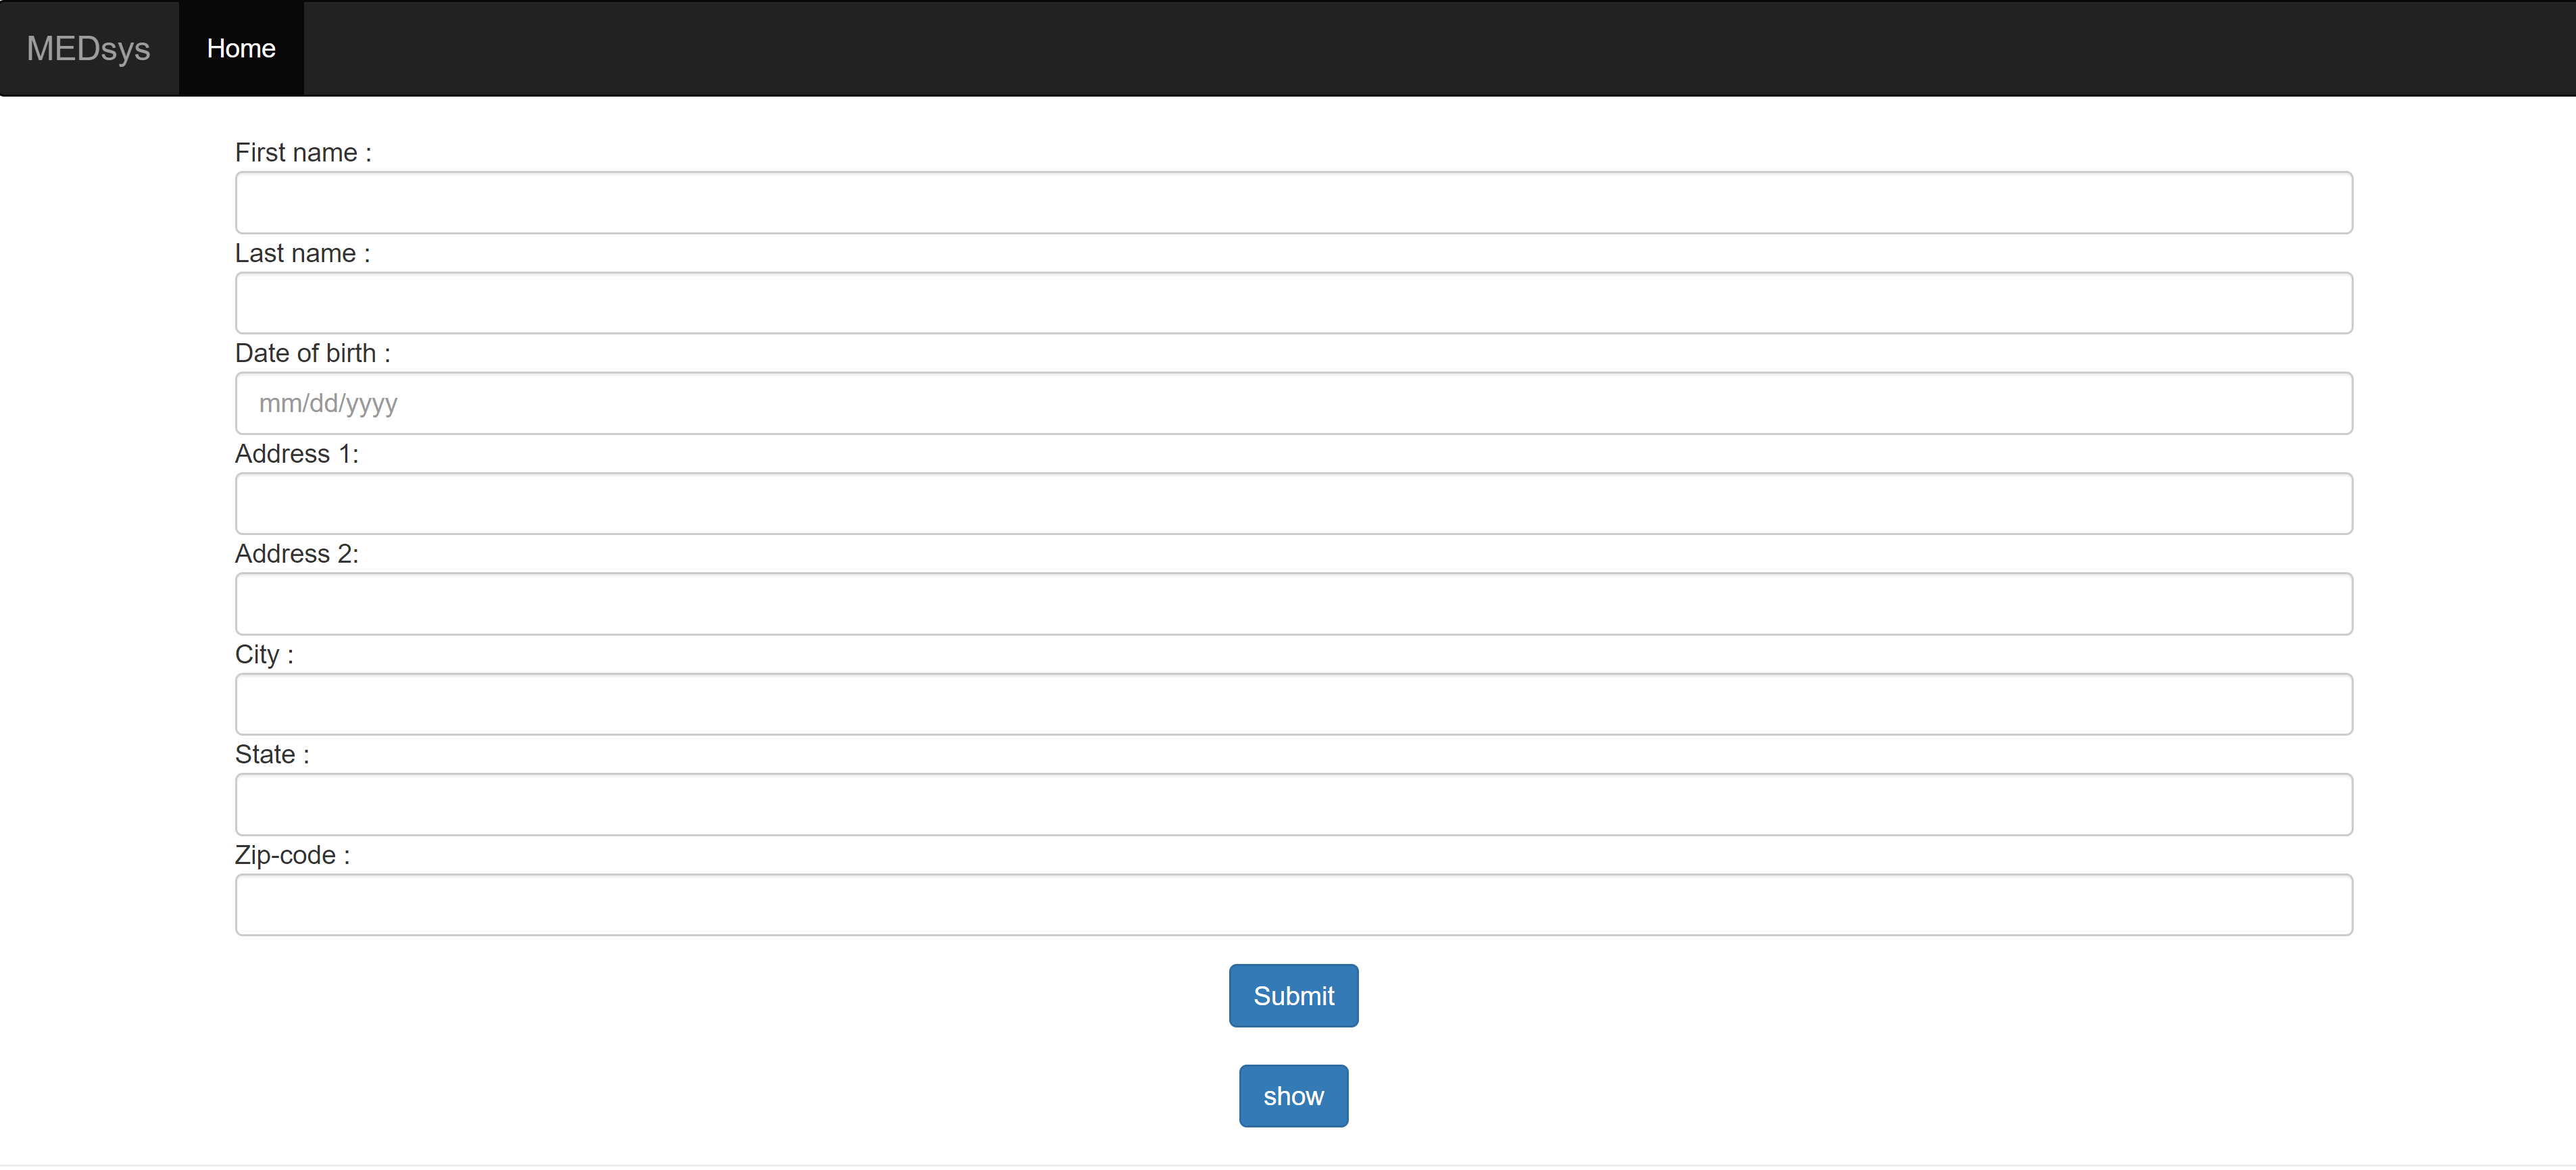 MEDsys Home
First name :
Last name :
Date of birth :
mm/dd/yyyy
Address 1:
Address 2:
City :
State :
Zip-code :
Submit
show